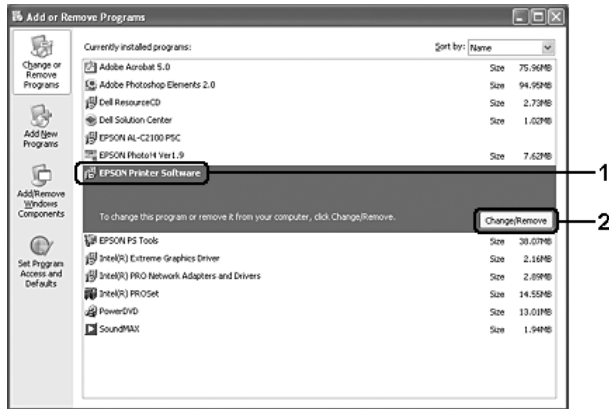 Add or Remove Programs
Currently installed programs:
Sort by: Name
Change or
Remove
Programs
Add New
Programs
Add/Remove
Windows
Components
Set Program
Access and
Defaults
Adobe Acrobat 5.0 Size 75.96MB
Adobe Photoshop Elements 2.0 Size 94.95MB
Dell ResourceCD Size 2.73MB
Dell Solution Center Size 1.02MB
EPSON AL-C2100 PSC
EPSON Photo!4 Ver1.9 Size 7.62MB
EPSON Printer Software 1
To change this program or remove it from your computer, click Change/Remove. Change/Remove 2
EPSON PS Tools Size 38.07MB
Intel(R) Extreme Graphics Driver Size 2.16MB
Intel(R) PRO Network Adapters and Drivers Size 2.89MB
Intel(R) PROSet Size 14.55MB
PowerDVD Size 13.01MB
SoundMAX Size 1.94MB